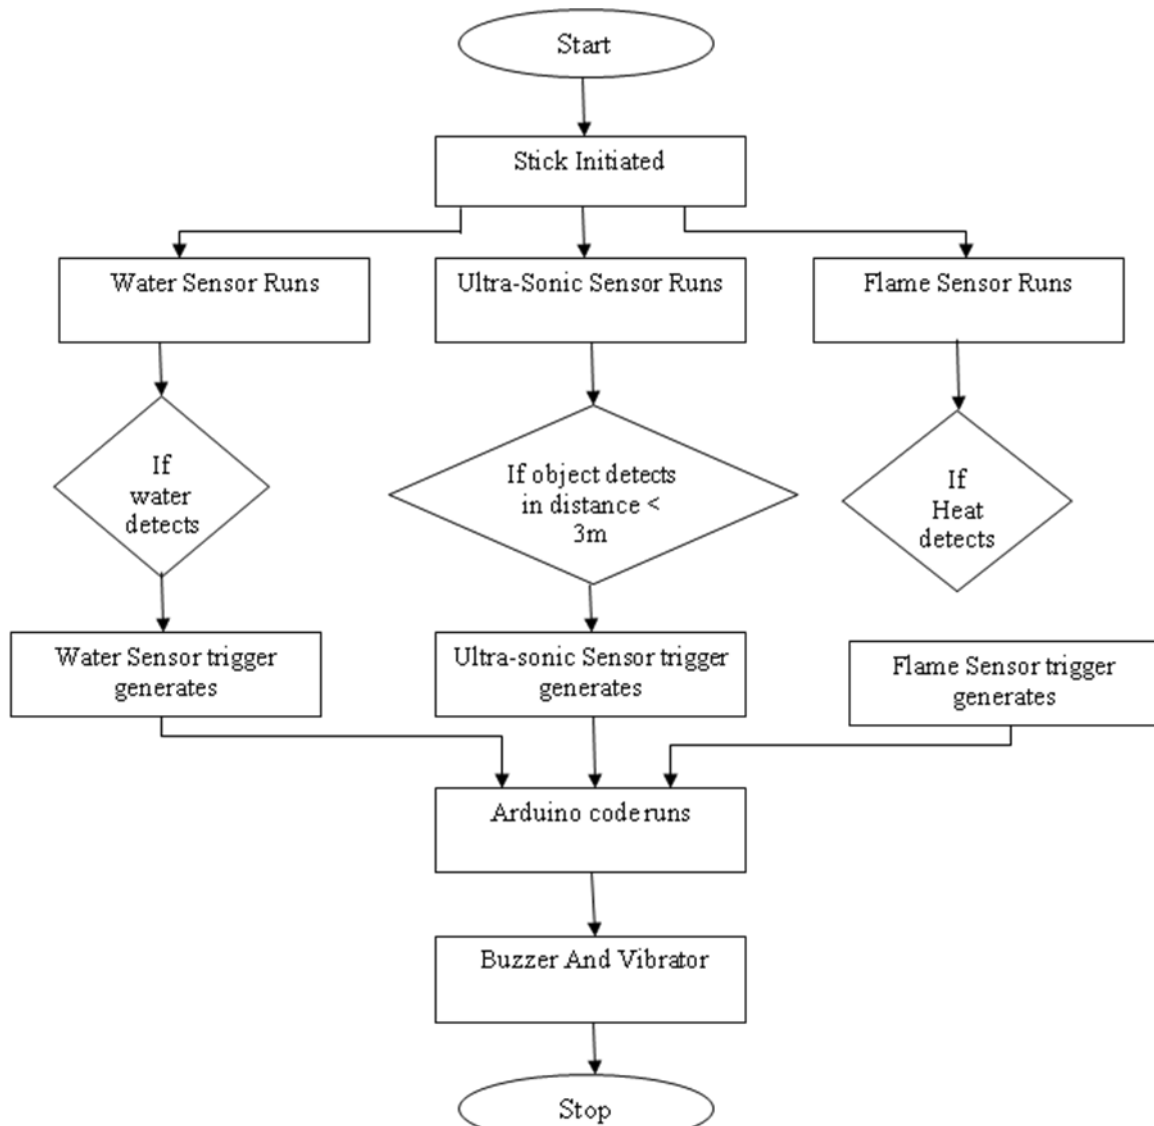 Start
Stick Initiated
Water Sensor Runs
Ultra-Sonic Sensor Runs
Flame Sensor Runs
If
water
detects
If object detects
in distance <
3m
If
Heat
detects
Water Sensor trigger
generates
Ultra-sonic Sensor trigger
generates
Flame Sensor trigger
generates
Arduino code runs
Buzzer And Vibrator
Stop